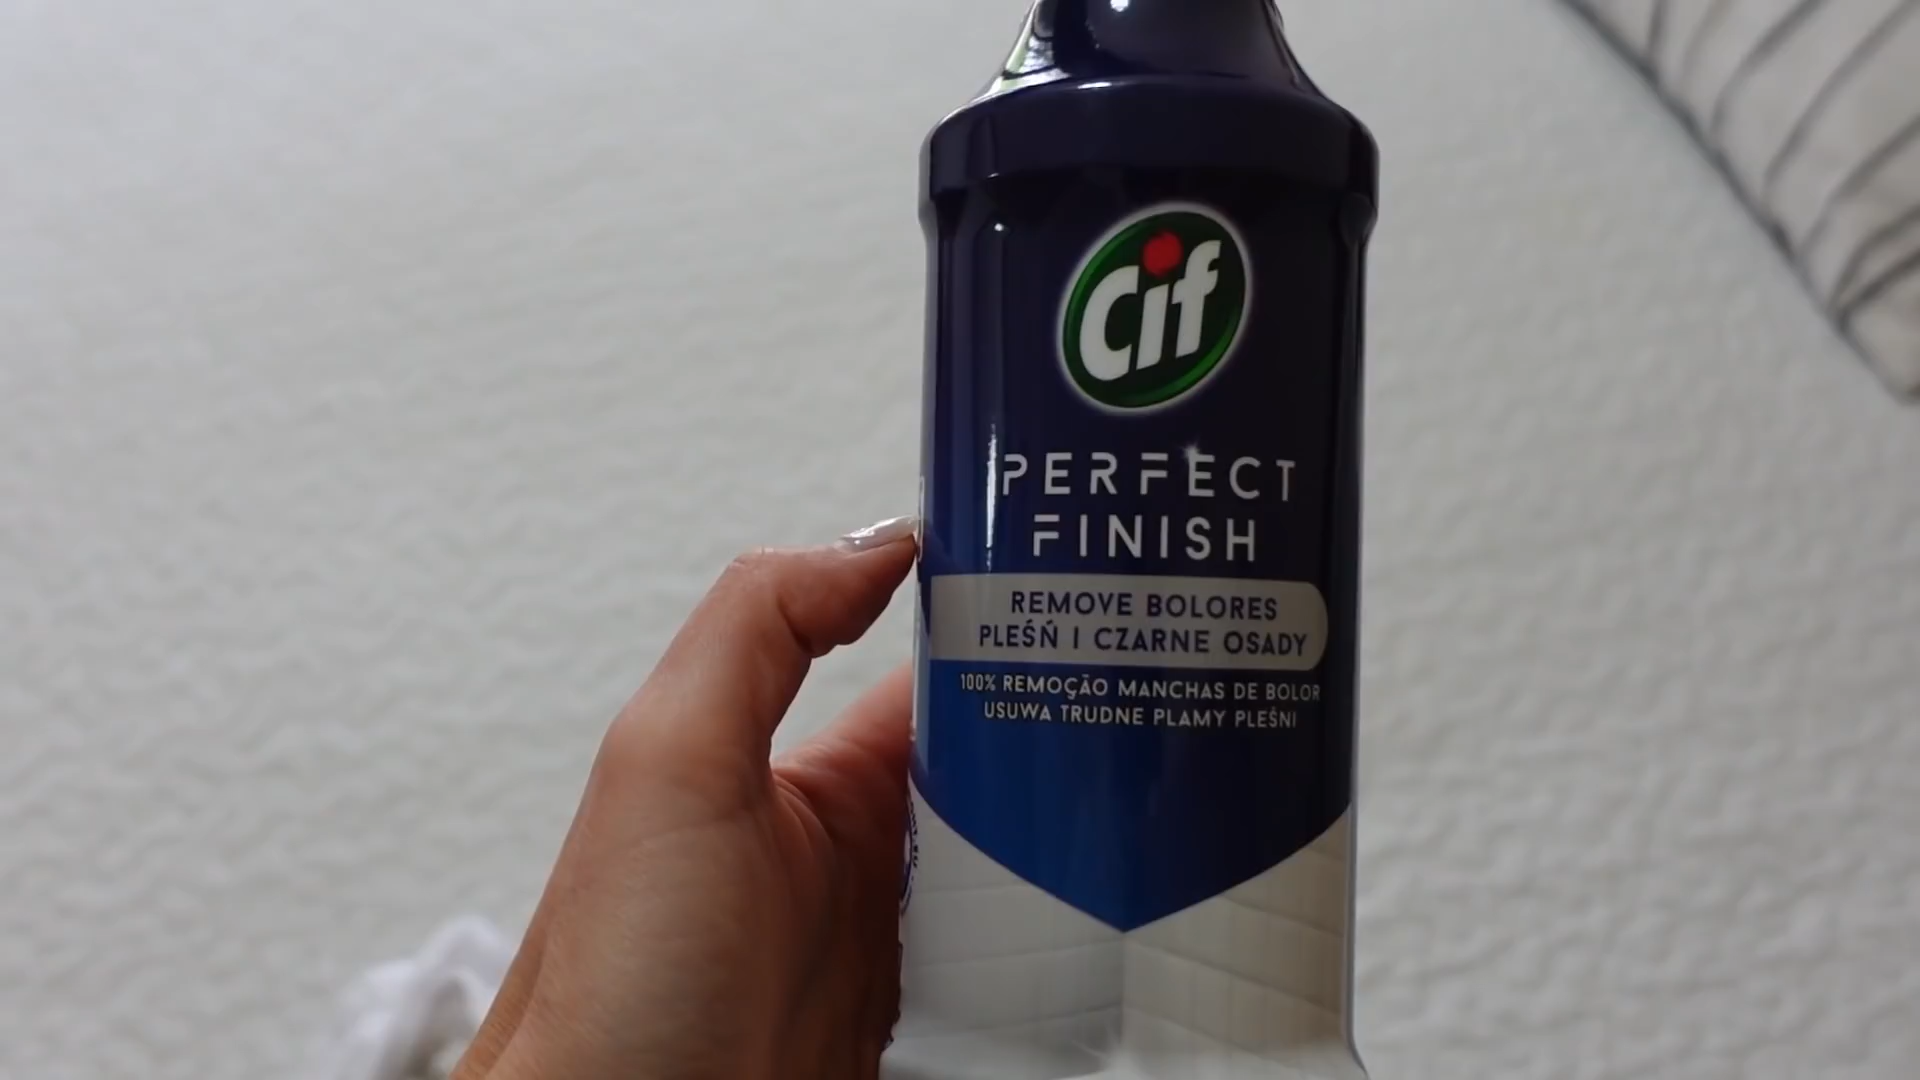 Cif
PERFECT
FINISH
REMOVE BOLORES
PLEŚŃ I CZARNE OSADY
100% REMOÇÃO MANCHAS DE BOLOR
USUWA TRUDNE PLAMY PLEŚNI